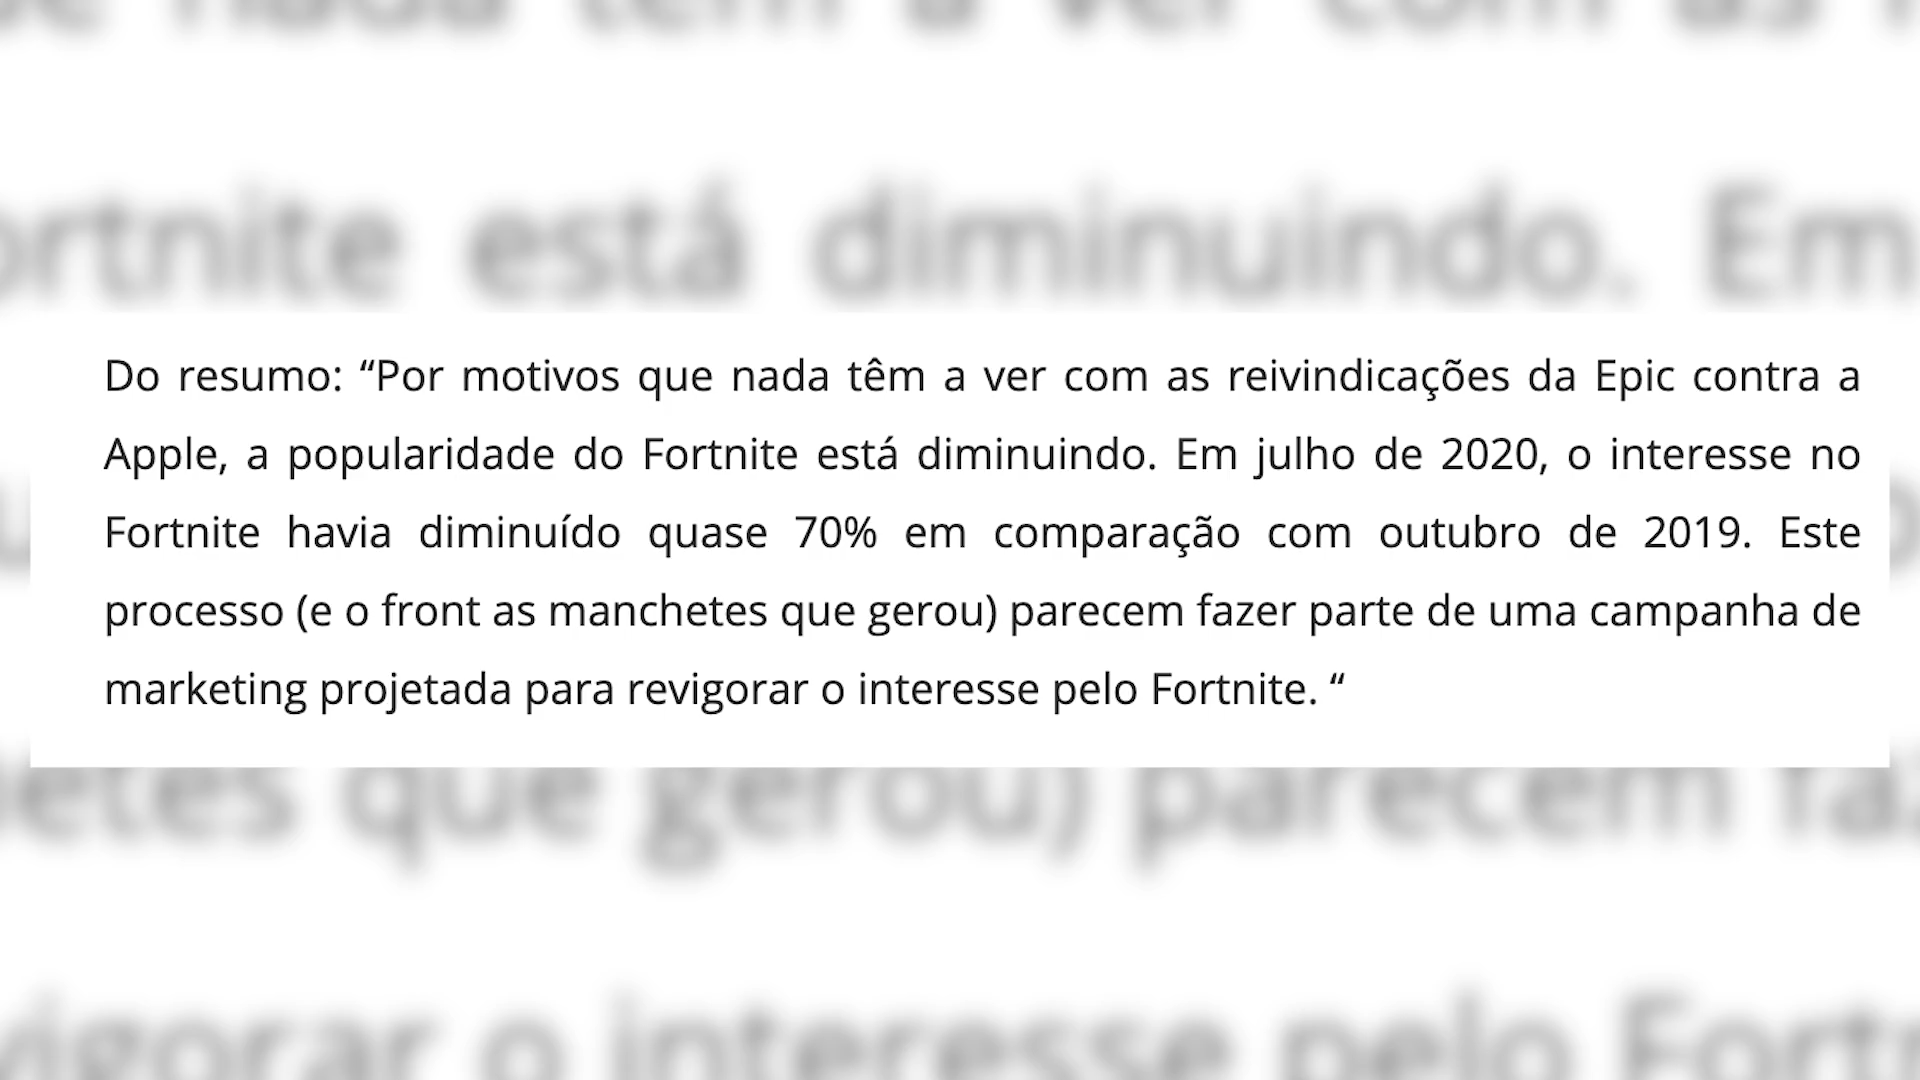 Do resumo: “Por motivos que nada têm a ver com as reivindicações da Epic contra a
Apple, a popularidade do Fortnite está diminuindo. Em julho de 2020, o interesse no
Fortnite havia diminuído quase 70% em comparação com outubro de 2019. Este
processo (e o front as manchetes que gerou) parecem fazer parte de uma campanha de
marketing projetada para revigorar o interesse pelo Fortnite. “